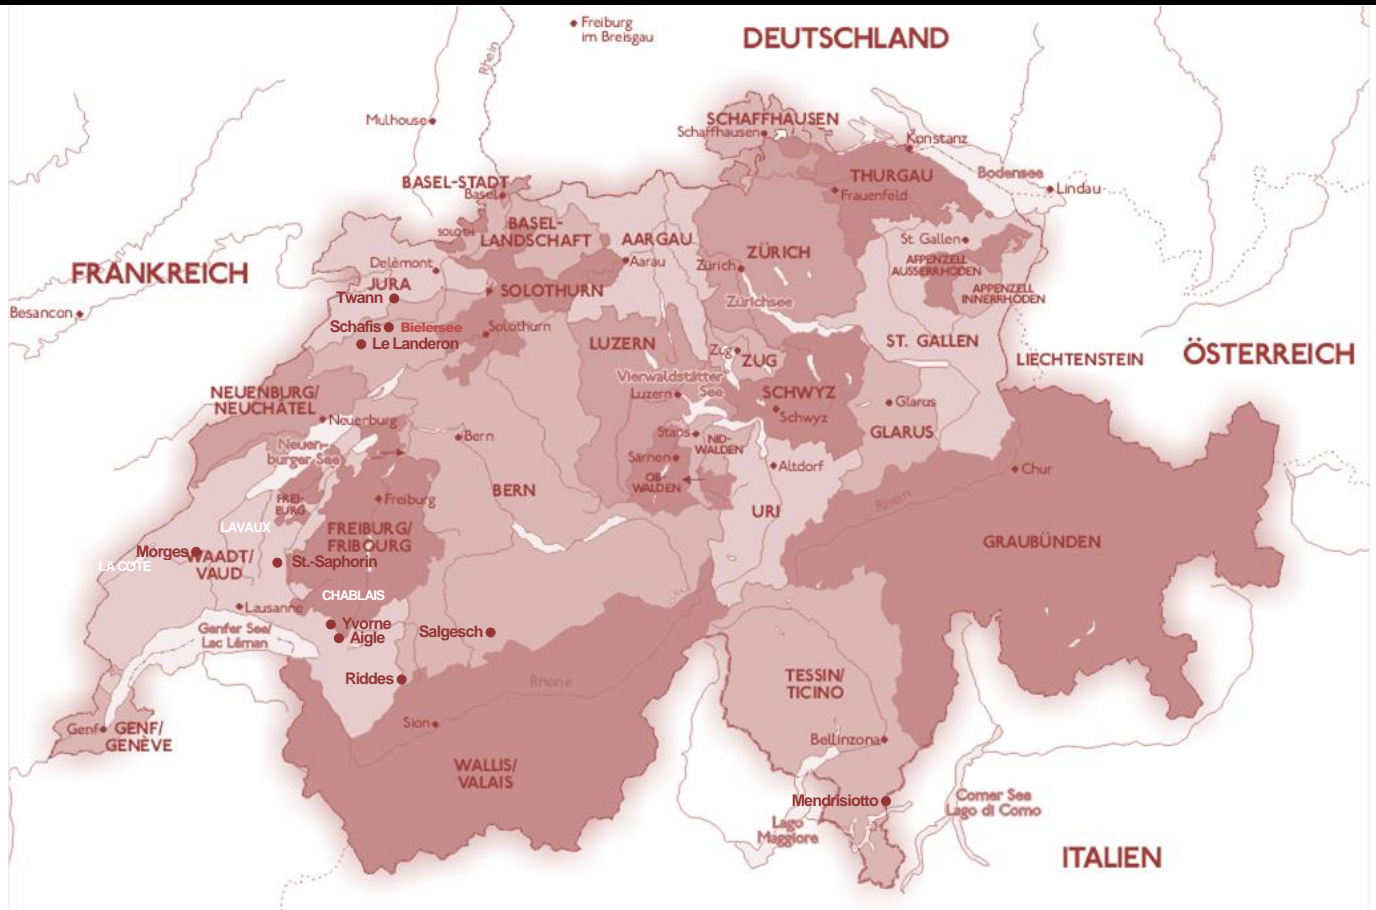 Freiburg
im Breisgau
DEUTSCHLAND
Rhein
Mulhouse
SCHAFFHAUSEN
Schaffhausen
Konstanz
Bodensee
Lindau
THURGAU
Frauenfeld
BASEL-STADT
Basel
BASEL-
LANDSCHAFT
SOLOTH.
AARGAU
Aarau
ZÜRICH
Zürich
Zürichsee
St. Gallen
APPENZELL
AUSSERRHODEN
APPENZELL
INNERRHODEN
FRANKREICH
Besançon
Delèmont
JURA
Twann
SOLOTHURN
Solothurn
Schafis
Bielersee
Le Landeron
LUZERN
Zug
ZUG
ST. GALLEN
LIECHTENSTEIN
ÖSTERREICH
Vierwaldstätter
See
Luzern
SCHWYZ
Schwyz
Glarus
GLARUS
NEUENBURG/
NEUCHÂTEL
Neuerburg
Neuen-
burger See
Bern
BERN
Stans
NID-
WALDEN
Sarnen
OB-
WALDEN
Altdorf
URI
Chur
Rhein
GRAUBÜNDEN
FREI-
BURG
Freiburg
FREIBURG/
FRIBOURG
LAVAUX
Morges
LA CÔTE
WAADT/
VAUD
St.-Saphorin
CHABLAIS
Lausanne
Yvorne
Aigle
Salgesch
Genfer See/
Lac Léman
Riddes
Rhone
Sion
TESSIN/
TICINO
Genf
GENF/
GENÈVE
WALLIS/
VALAIS
Bellinzona
Mendrisiotto
Lago
Maggiore
Comer See
Lago di Como
ITALIEN